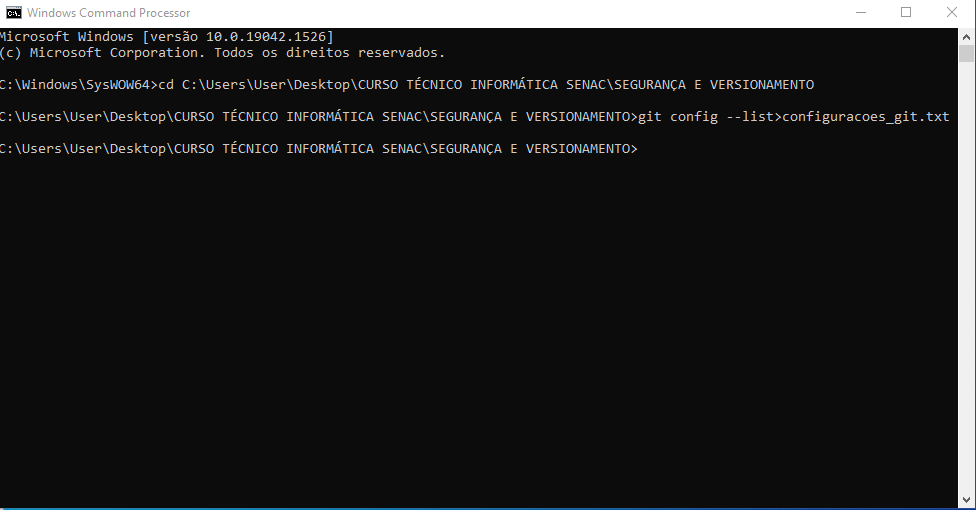 Windows Command Processor
Microsoft Windows [versão 10.0.19042.1526]
(c) Microsoft Corporation. Todos os direitos reservados.
C:\Windows\SysWOW64>cd C:\Users\User\Desktop\CURSO TÉCNICO INFORMÁTICA SENAC\SEGURANÇA E VERSIONAMENTO
C:\Users\User\Desktop\CURSO TÉCNICO INFORMÁTICA SENAC\SEGURANÇA E VERSIONAMENTO>git config --list>configuracoes_git.txt
C:\Users\User\Desktop\CURSO TÉCNICO INFORMÁTICA SENAC\SEGURANÇA E VERSIONAMENTO>